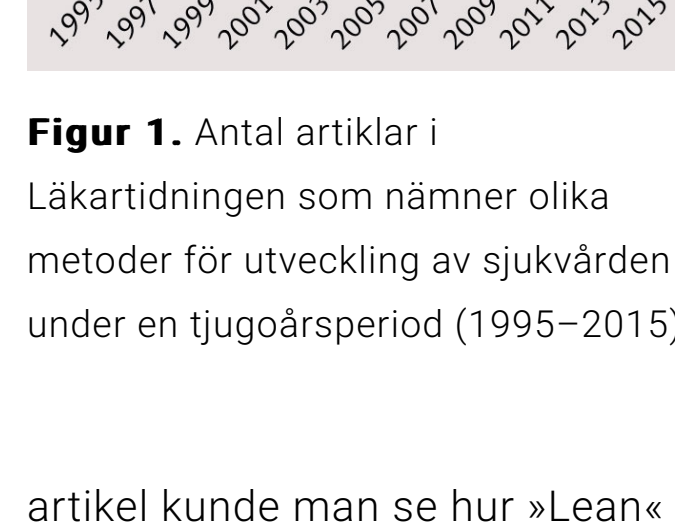 1995 1997 1999 2001 2003 2005 2007 2009 2011 2013 2015
Figur 1. Antal artiklar i
Läkartidningen som nämner olika
metoder för utveckling av sjukvården
under en tjugoårsperiod (1995–2015)
artikel kunde man se hur »Lean«